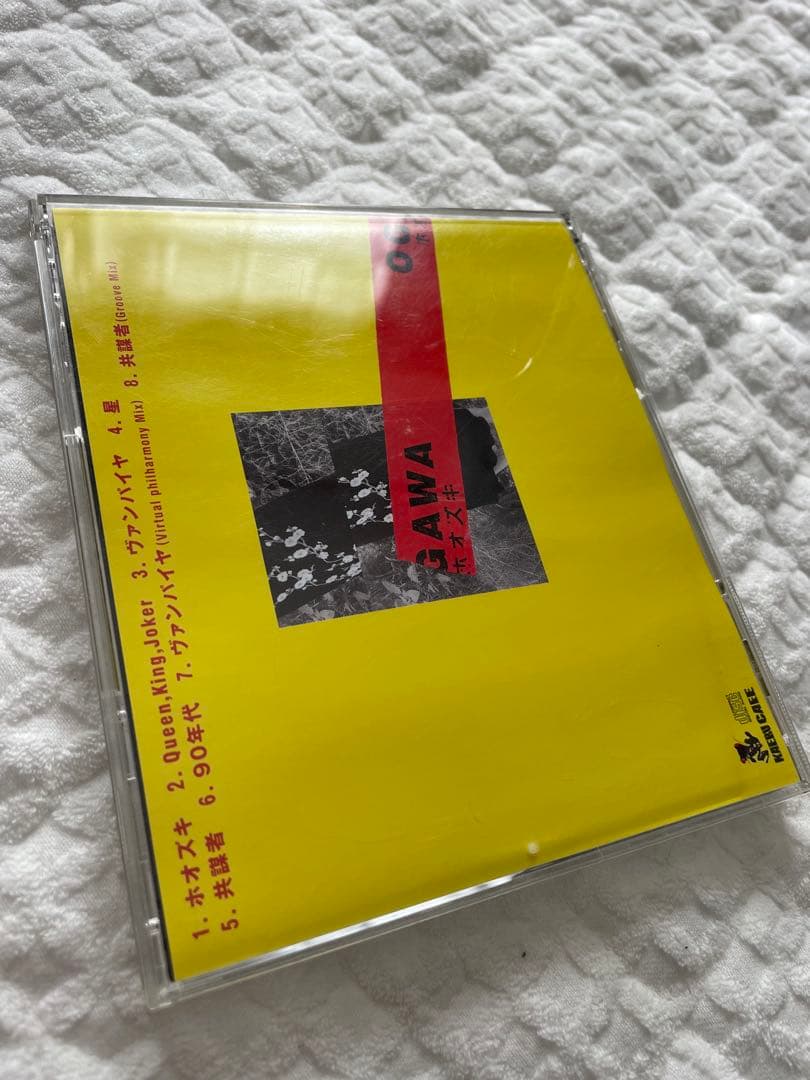 1. ホオズキ 2. Queen,King,Joker 3. ヴァンパイヤ 4. 星
5. 共謀者 6. 90年代 7. ヴァンパイヤ(Virtual philharmony Mix) 8. 共謀者(Groove Mix)
GAWA
ホオズキ
KAERUCAFE